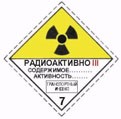 РАДИОАКТИВНО III
СОДЕРЖИМОЕ.........
АКТИВНОСТЬ.........
ТРАНСПОРТНЫЙ
ИНДЕКС
7